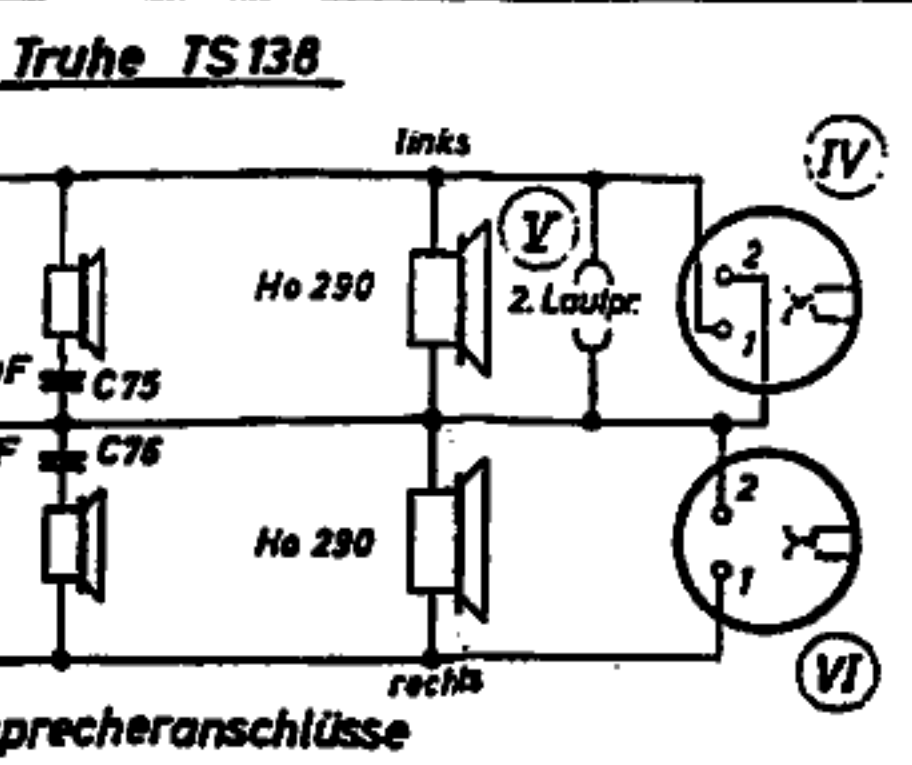 Truhe TS 138
links
IV
V
2
Ho 290
2. Lautpr.
1
F
C75
F
C76
2
Ho 290
1
rechts
VI
precheranschlüsse